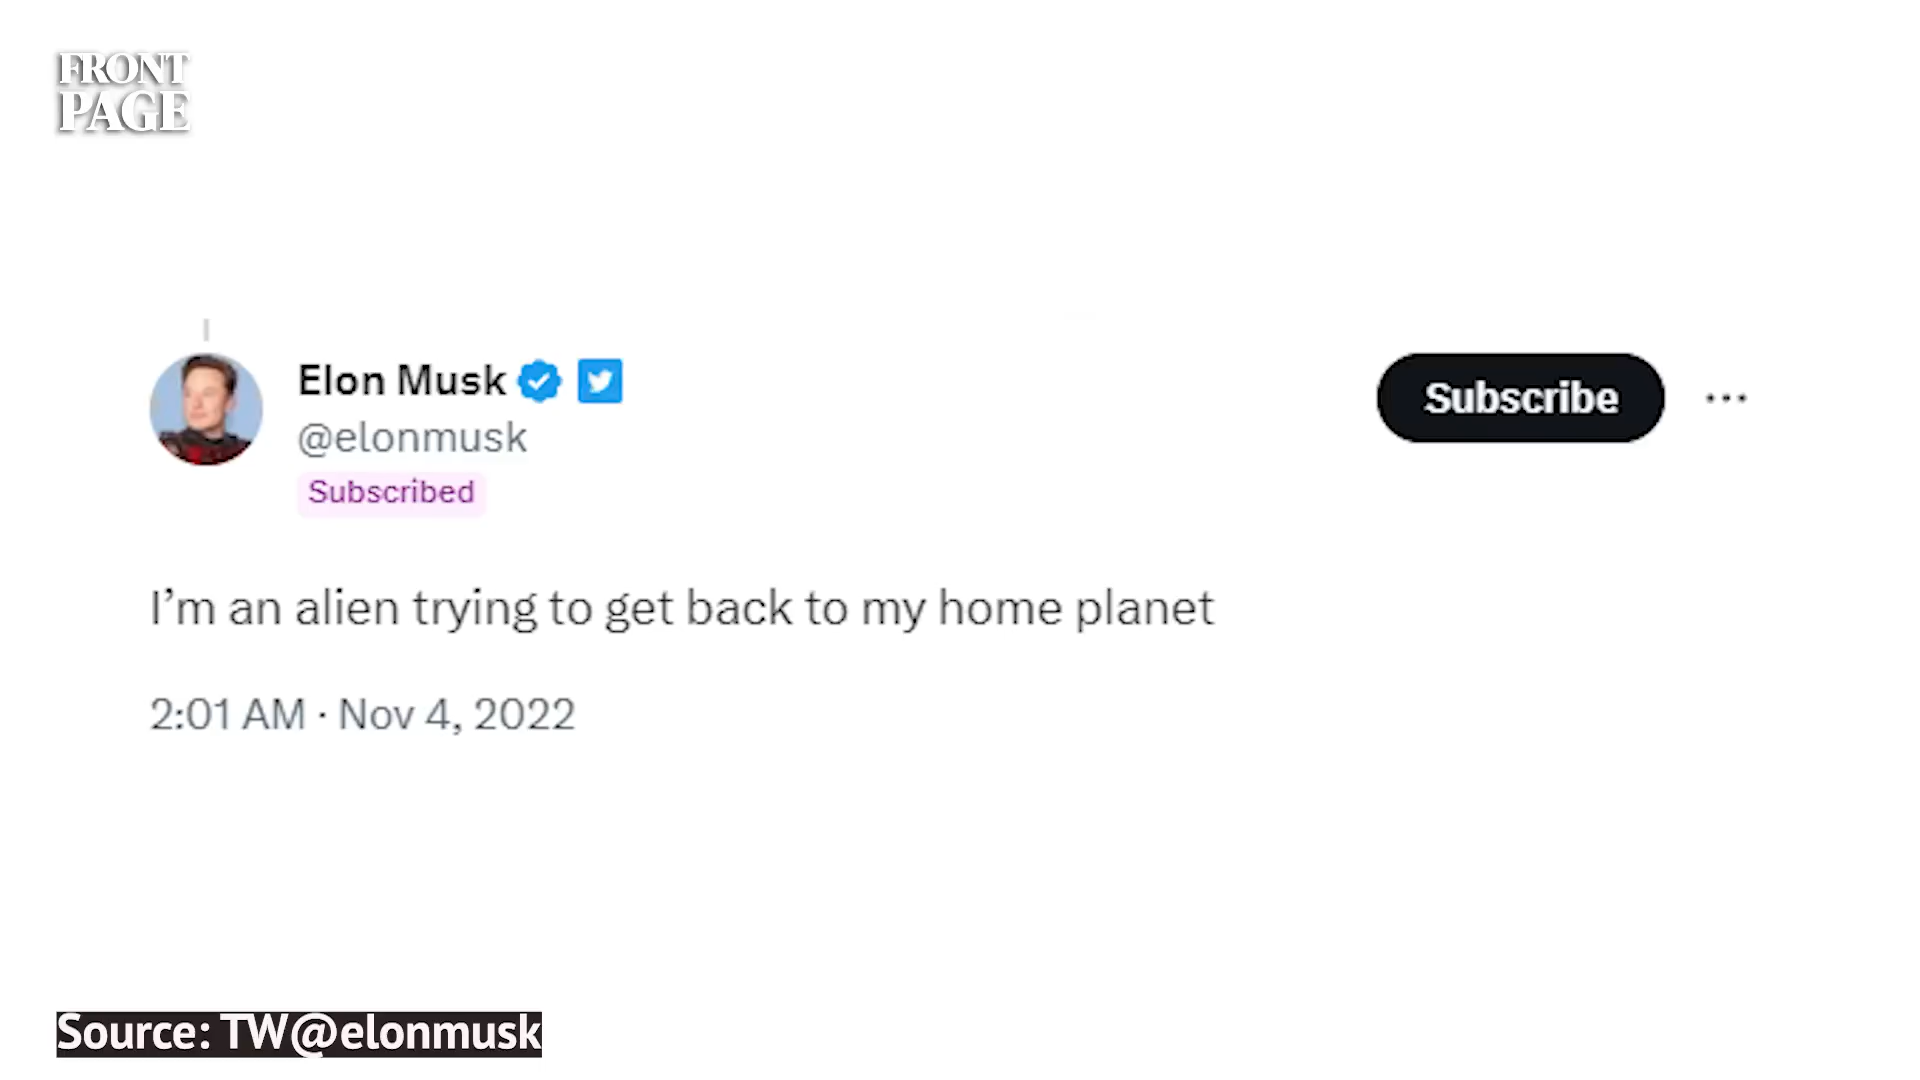 FRONT
PAGE
Elon Musk
@elonmusk
Subscribed
Subscribe
I’m an alien trying to get back to my home planet
2:01 AM · Nov 4, 2022
Source: TW@elonmusk